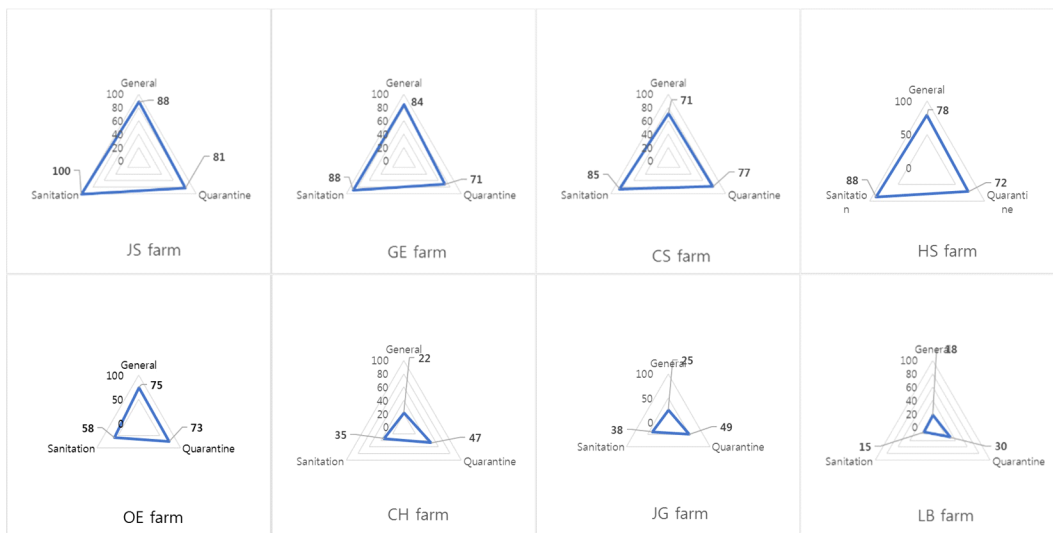 General
100
80
60
40
20
0
88
81
100
Sanitation
Quarantine
JS farm
General
100
80
60
40
20
0
84
71
88
Sanitation
Quarantine
GE farm
General
100
80
60
40
20
0
71
77
85
Sanitation
Quarantine
CS farm
General
100
50
0
78
72
88
Sanitatio
n
Quaranti
ne
HS farm
General
100
50
0
75
73
58
Sanitation
Quarantine
OE farm
General
100
80
60
40
20
0
22
47
35
Sanitation
Quarantine
CH farm
General
100
50
0
25
49
38
Sanitation
Quarantine
JG farm
General
100
80
60
40
20
0
18
30
15
Sanitation
Quarantine
LB farm